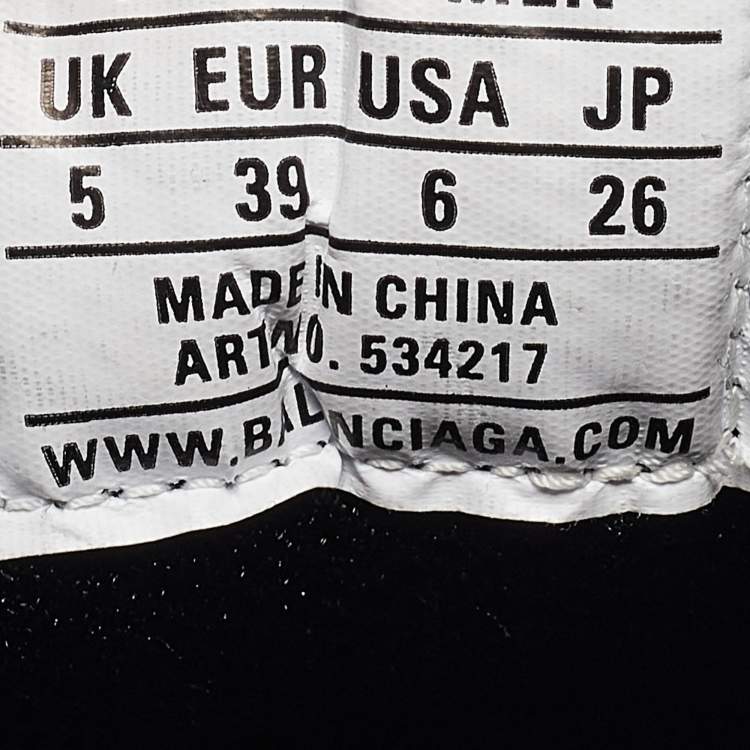 UK EUR USA JP
5 39 6 26
MADE IN CHINA
ART NO. 534217
WWW.BALENCIAGA.COM